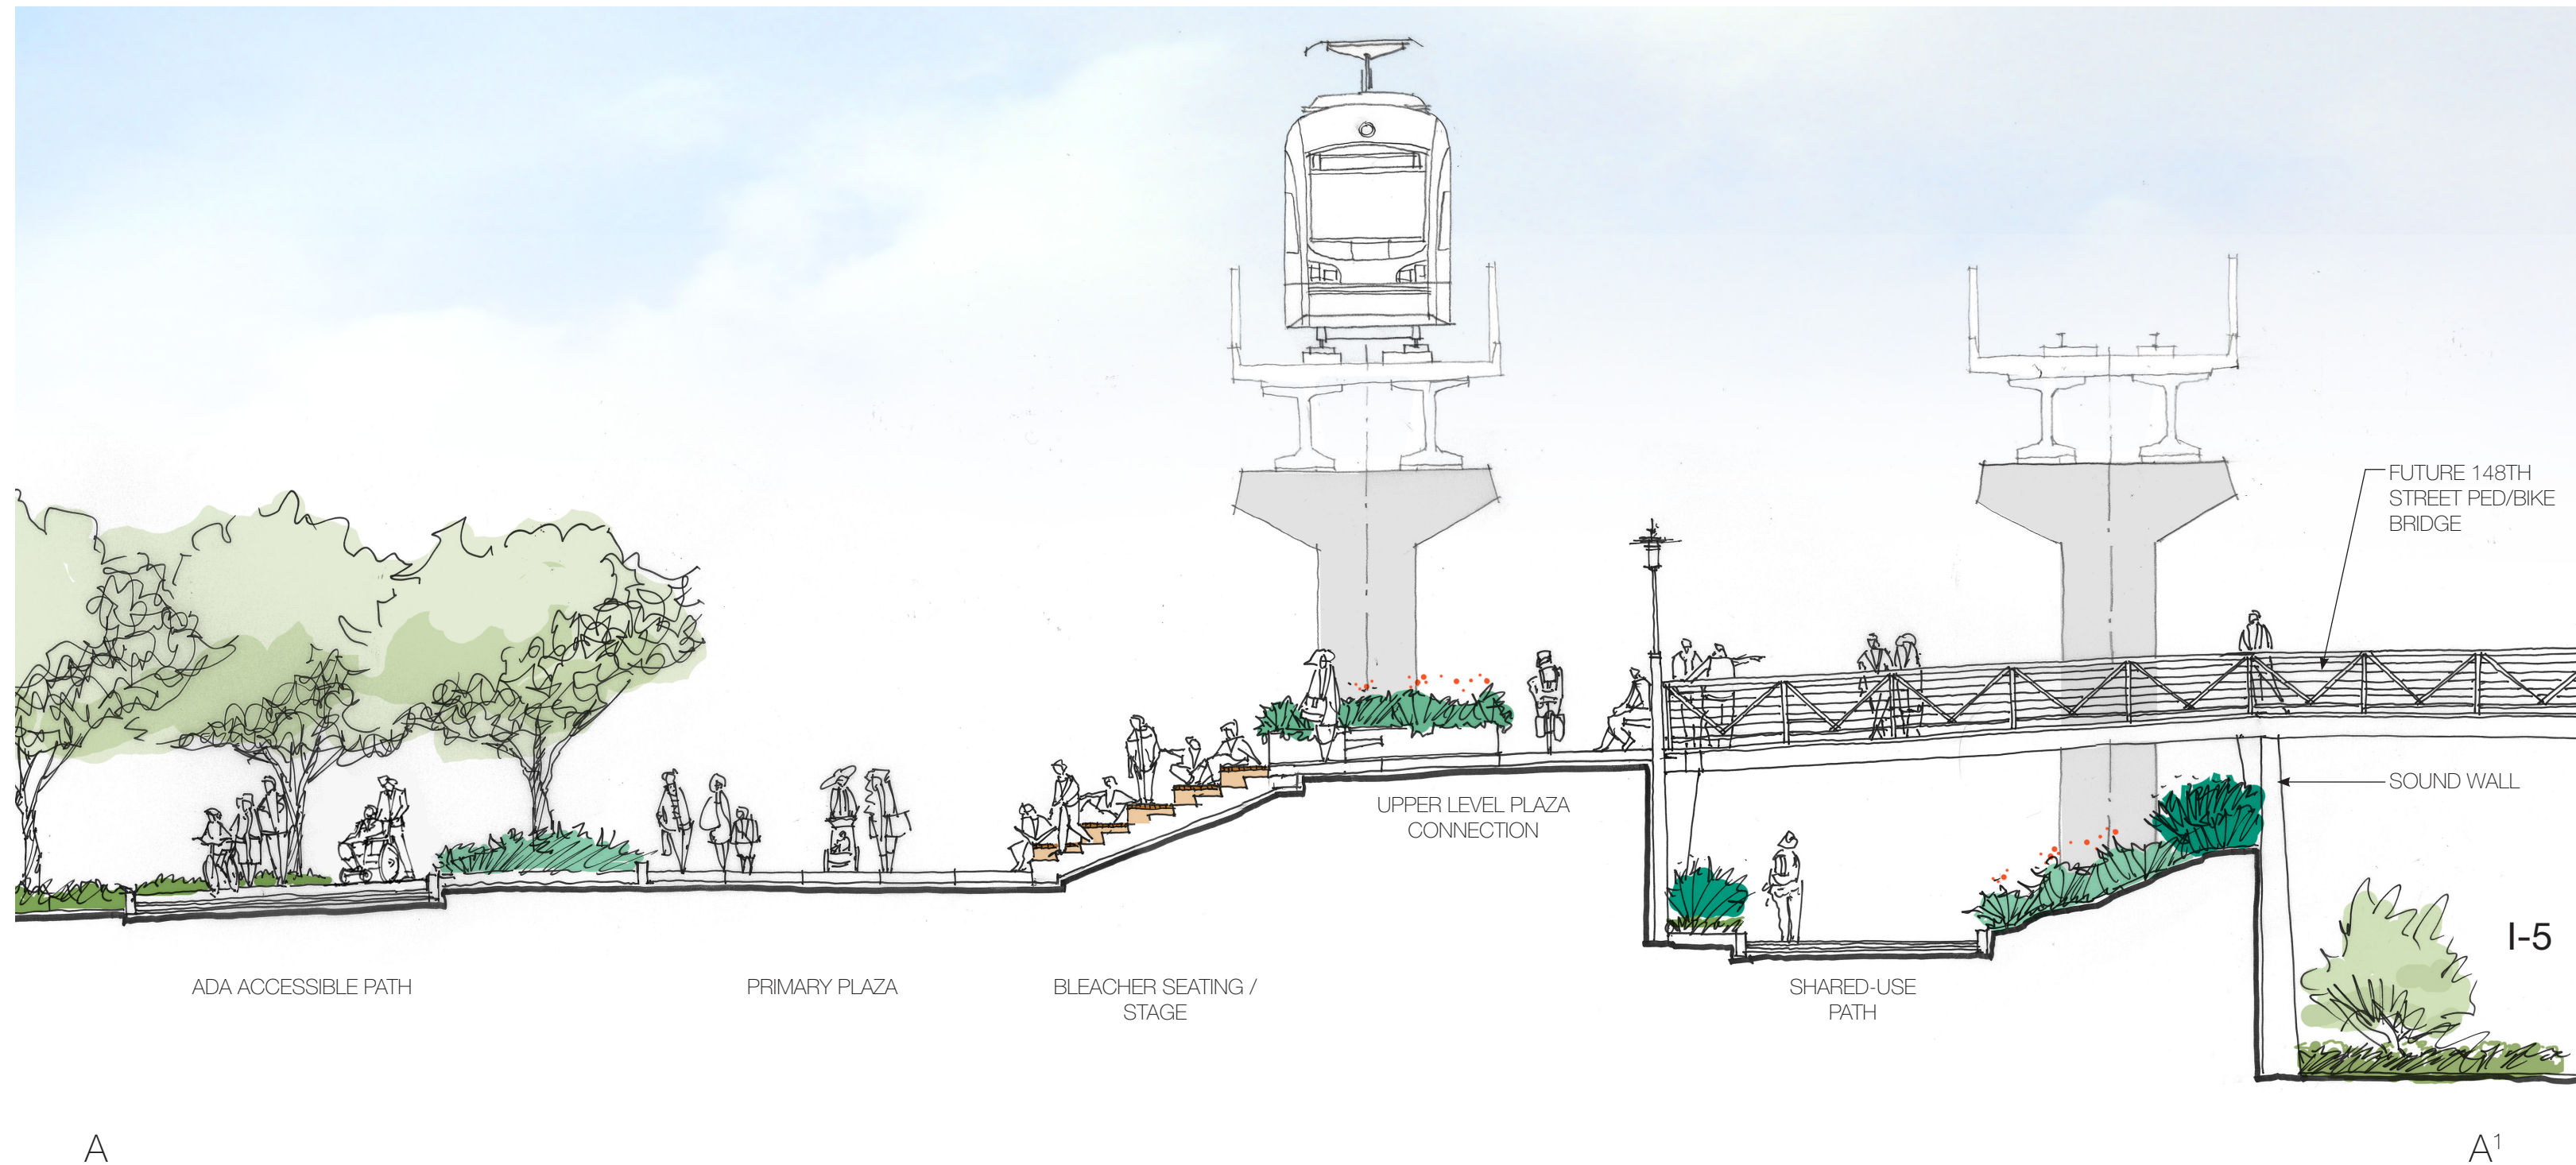 FUTURE 148TH
STREET PED/BIKE
BRIDGE
SOUND WALL
UPPER LEVEL PLAZA
CONNECTION
I-5
ADA ACCESSIBLE PATH
PRIMARY PLAZA
BLEACHER SEATING /
STAGE
SHARED-USE
PATH
A
A¹